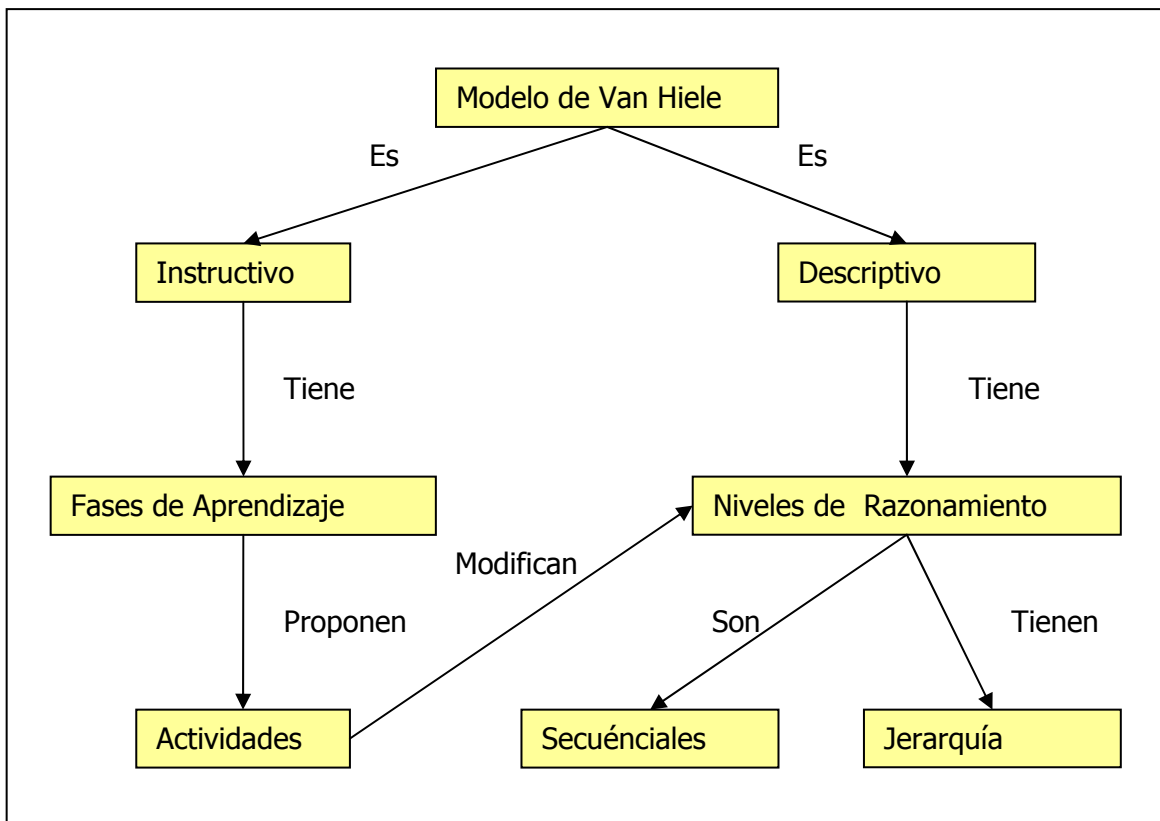 Modelo de Van Hiele
Es
Es
Instructivo
Descriptivo
Tiene
Tiene
Fases de Aprendizaje
Niveles de  Razonamiento
Modifican
Proponen
Son
Tienen
Actividades
Secuénciales
Jerarquía